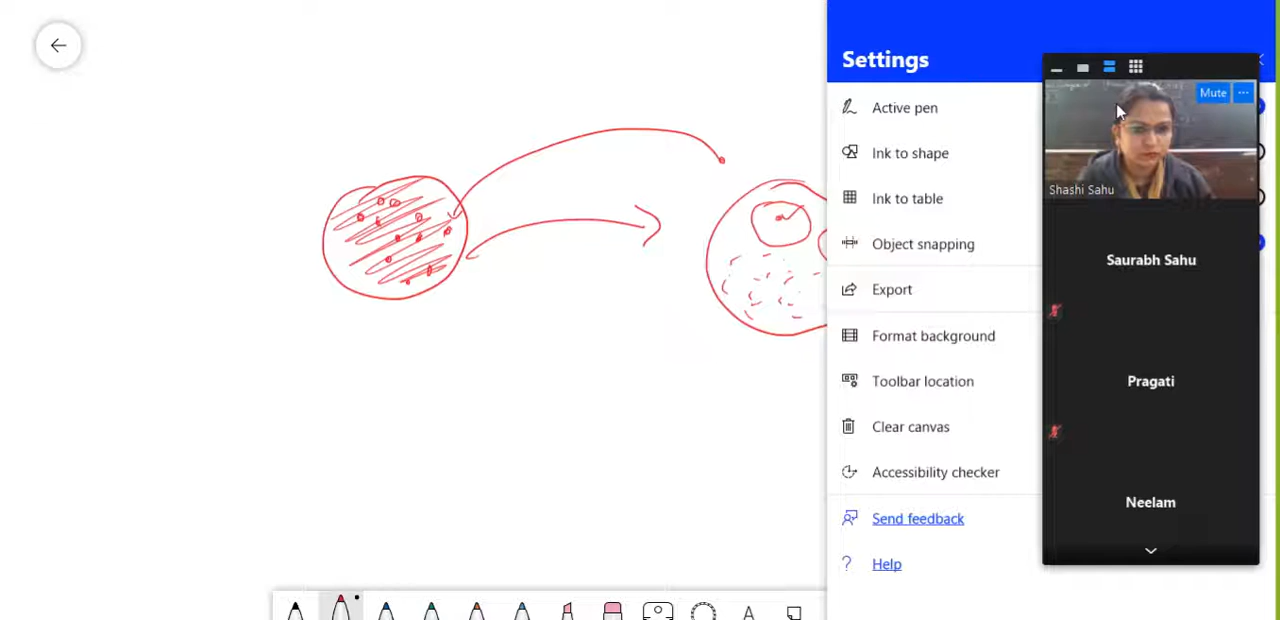 Settings
Active pen
Ink to shape
Ink to table
Object snapping
Export
Format background
Toolbar location
Clear canvas
Accessibility checker
Send feedback
Help
Mute
Shashi Sahu
Saurabh Sahu
Pragati
Neelam